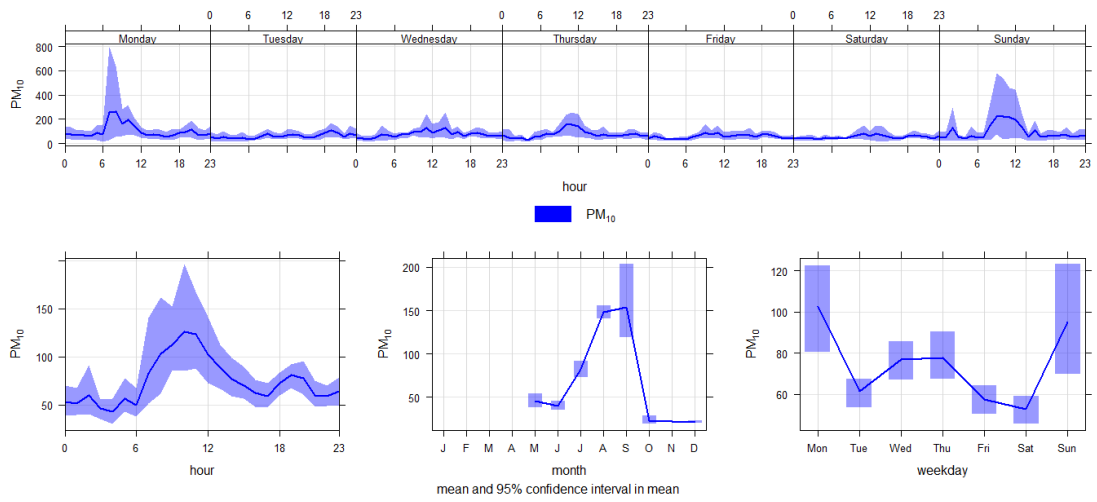 0 6 12 18 23 0 6 12 18 23 0 6 12 18 23
Monday Tuesday Wednesday Thursday Friday Saturday Sunday
PM10
800
600
400
200
0
0 6 12 18 23 0 6 12 18 23 0 6 12 18 23 0 6 12 18 23
hour
PM10
PM10
150
100
50
0 6 12 18 23
hour
PM10
200
150
100
50
J F M A M J J A S O N D
month
PM10
120
100
80
60
Mon Tue Wed Thu Fri Sat Sun
weekday
mean and 95% confidence interval in mean